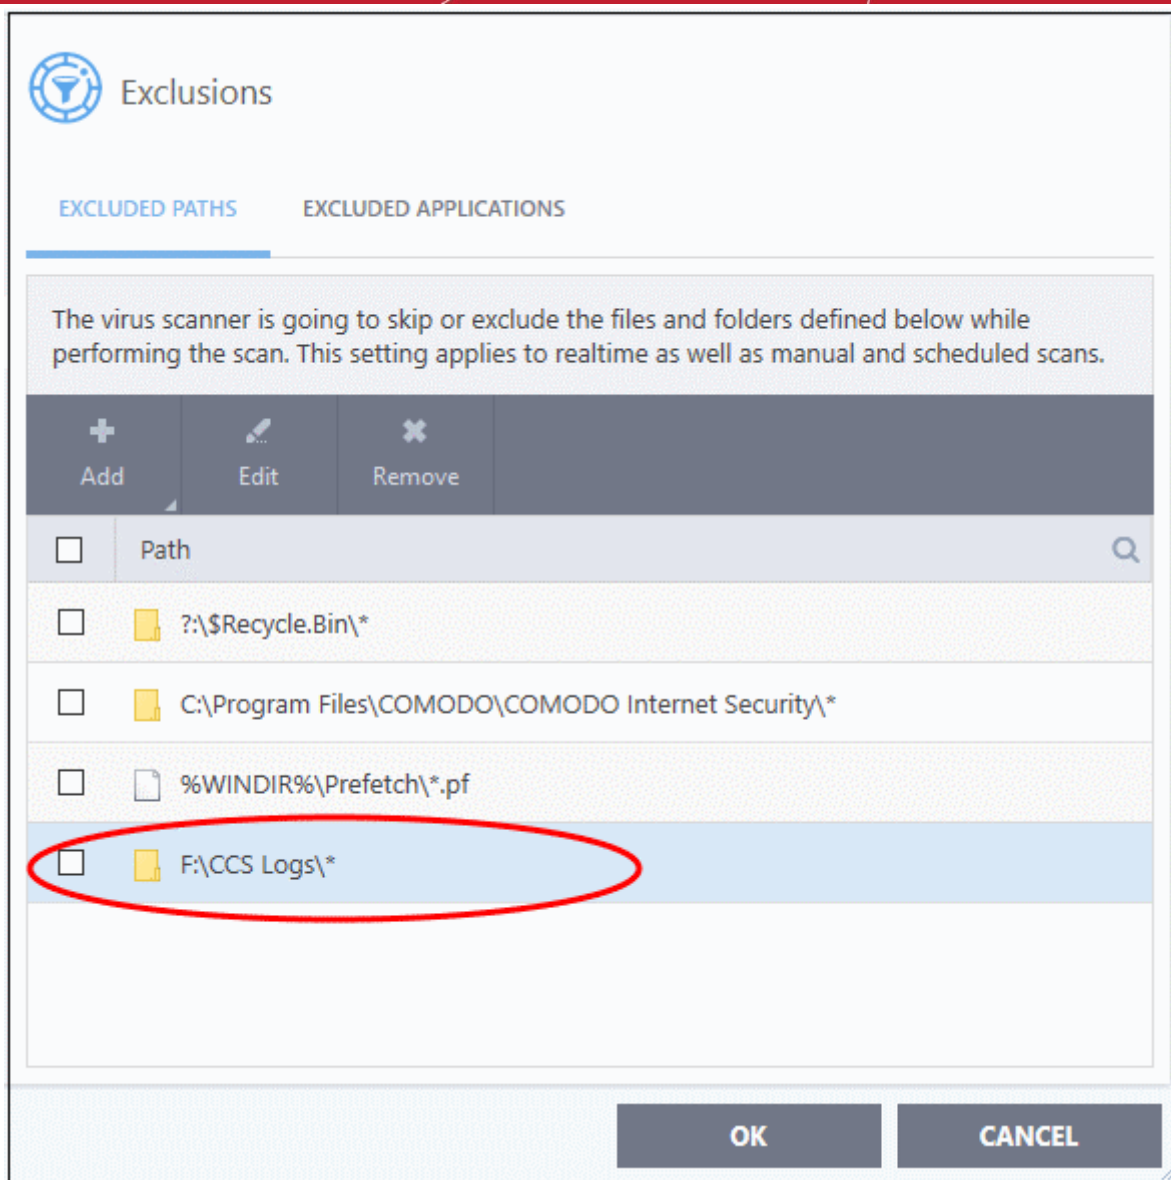 Exclusions
EXCLUDED PATHS EXCLUDED APPLICATIONS
The virus scanner is going to skip or exclude the files and folders defined below while
performing the scan. This setting applies to realtime as well as manual and scheduled scans.
Add Edit Remove
Path
?:\$Recycle.Bin\*
C:\Program Files\COMODO\COMODO Internet Security\*
%WINDIR%\Prefetch\*.pf
F:\CCS Logs\*
OK CANCEL